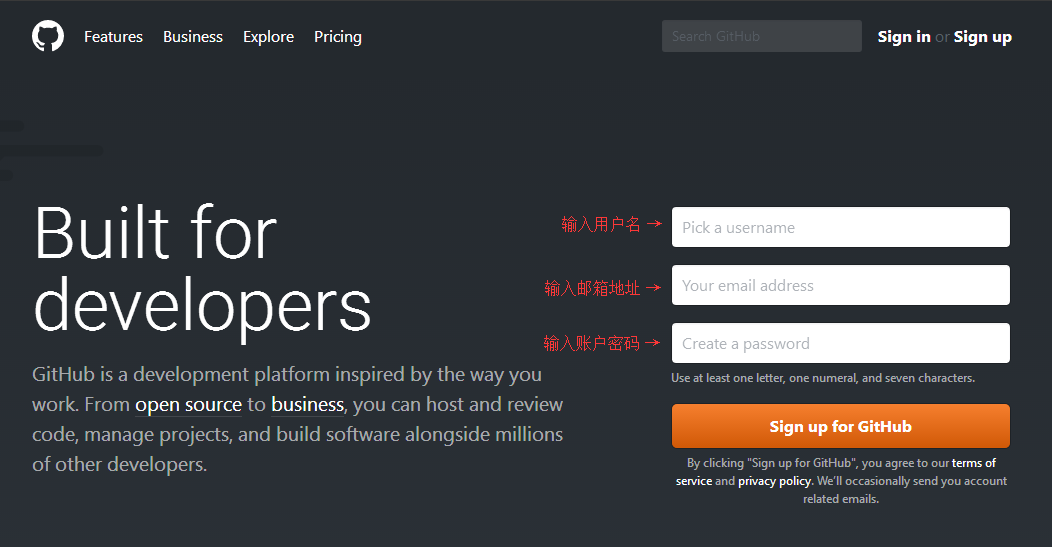 Features Business Explore Pricing
Search GitHub
Sign in or Sign up
Built for
developers
GitHub is a development platform inspired by the way you
work. From open source to business, you can host and review
code, manage projects, and build software alongside millions
of other developers.
输入用户名 →
Pick a username
输入邮箱地址 →
Your email address
输入账户密码 →
Create a password
Use at least one letter, one numeral, and seven characters.
Sign up for GitHub
By clicking "Sign up for GitHub", you agree to our terms of
service and privacy policy. We’ll occasionally send you account
related emails.